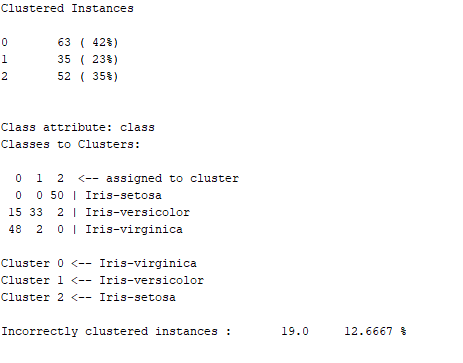 Clustered Instances
0 63 ( 42%)
1 35 ( 23%)
2 52 ( 35%)
Class attribute: class
Classes to Clusters:
0 1 2 <-- assigned to cluster
0 0 50 | Iris-setosa
15 33 2 | Iris-versicolor
48 2 0 | Iris-virginica
Cluster 0 <-- Iris-virginica
Cluster 1 <-- Iris-versicolor
Cluster 2 <-- Iris-setosa
Incorrectly clustered instances : 19.0 12.6667 %